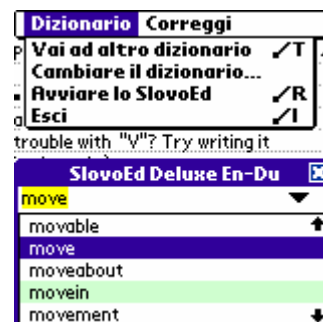 Dizionario Correggi
Vai ad altro dizionario ⁄T
Cambiare il dizionario...
Avviare lo SlovoEd ⁄R
Esci ⁄I
trouble with "V"? Try writing it
SlovoEd Deluxe En-Du
move
movable
move
moveabout
movein
movement